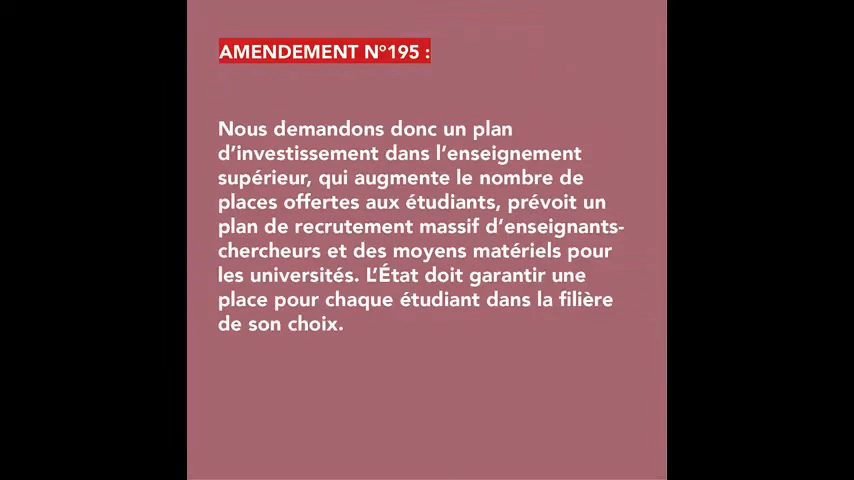 AMENDEMENT N°195 :
Nous demandons donc un plan
d’investissement dans l’enseignement
supérieur, qui augmente le nombre de
places offertes aux étudiants, prévoit un
plan de recrutement massif d’enseignants-
chercheurs et des moyens matériels pour
les universités. L’État doit garantir une
place pour chaque étudiant dans la filière
de son choix.